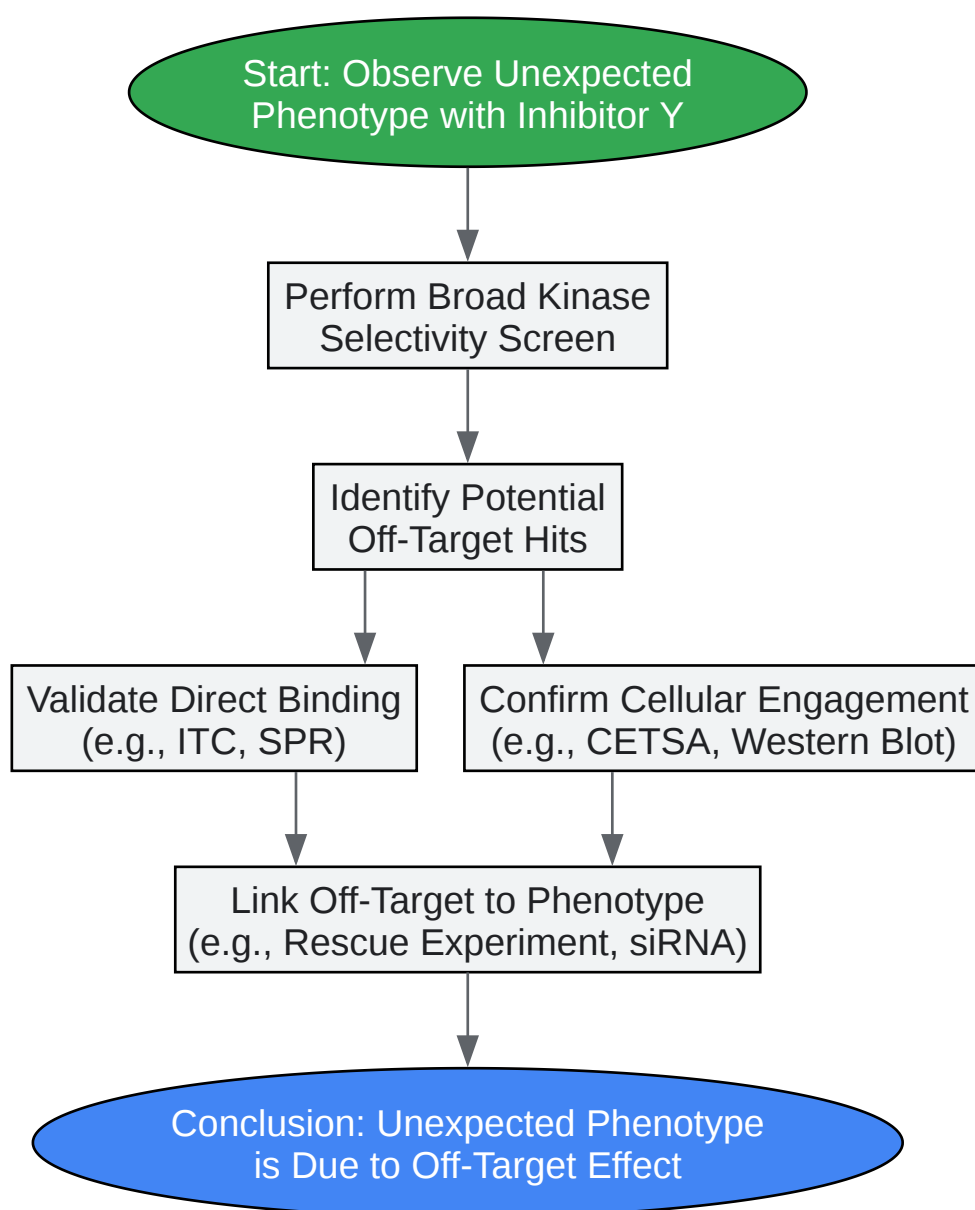 Start: Observe Unexpected
Phenotype with Inhibitor Y
Perform Broad Kinase
Selectivity Screen
Identify Potential
Off-Target Hits
Validate Direct Binding
(e.g., ITC, SPR)
Confirm Cellular Engagement
(e.g., CETSA, Western Blot)
Link Off-Target to Phenotype
(e.g., Rescue Experiment, siRNA)
Conclusion: Unexpected Phenotype
is Due to Off-Target Effect